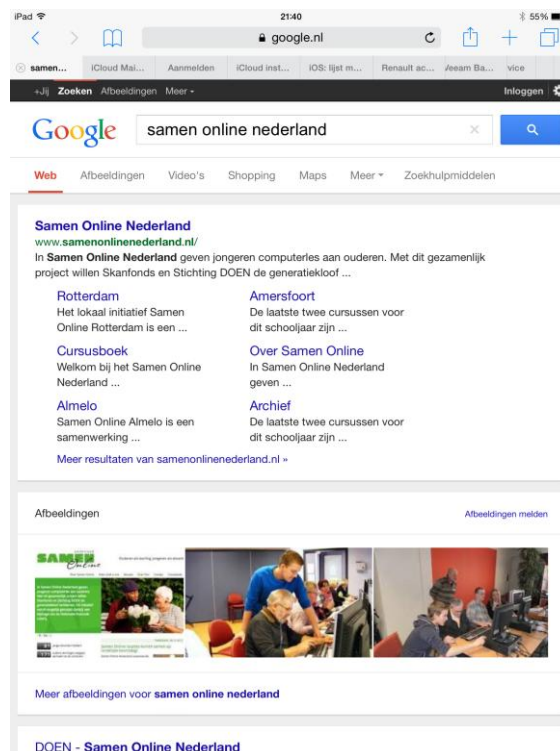 iPad 21:40 55%
google.nl
samen... iCloud Mai... Aanmelden iCloud inst... iOS: lijst m... Renault ac... Veeam Ba... vice
+Jij Zoeken Afbeeldingen Meer Inloggen
Google samen online nederland
Web Afbeeldingen Video's Shopping Maps Meer Zoekhulpmiddelen
Samen Online Nederland
www.samenonlinenederland.nl/
In Samen Online Nederland geven jongeren computerles aan ouderen. Met dit gezamenlijk
project willen Skanfonds en Stichting DOEN de generatiekloof ...
Rotterdam
Het lokaal initiatief Samen
Online Rotterdam is een ...
Amersfoort
De laatste twee cursussen voor
dit schooljaar zijn ...
Cursusboek
Welkom bij het Samen Online
Nederland ...
Over Samen Online
In Samen Online Nederland
geven ...
Almelo
Samen Online Almelo is een
samenwerking ...
Archief
De laatste twee cursussen voor
dit schooljaar zijn ...
Meer resultaten van samenonlinenederland.nl »
Afbeeldingen Afbeeldingen melden
SAMEN
Online
Meer afbeeldingen voor samen online nederland
DOEN - Samen Online Nederland